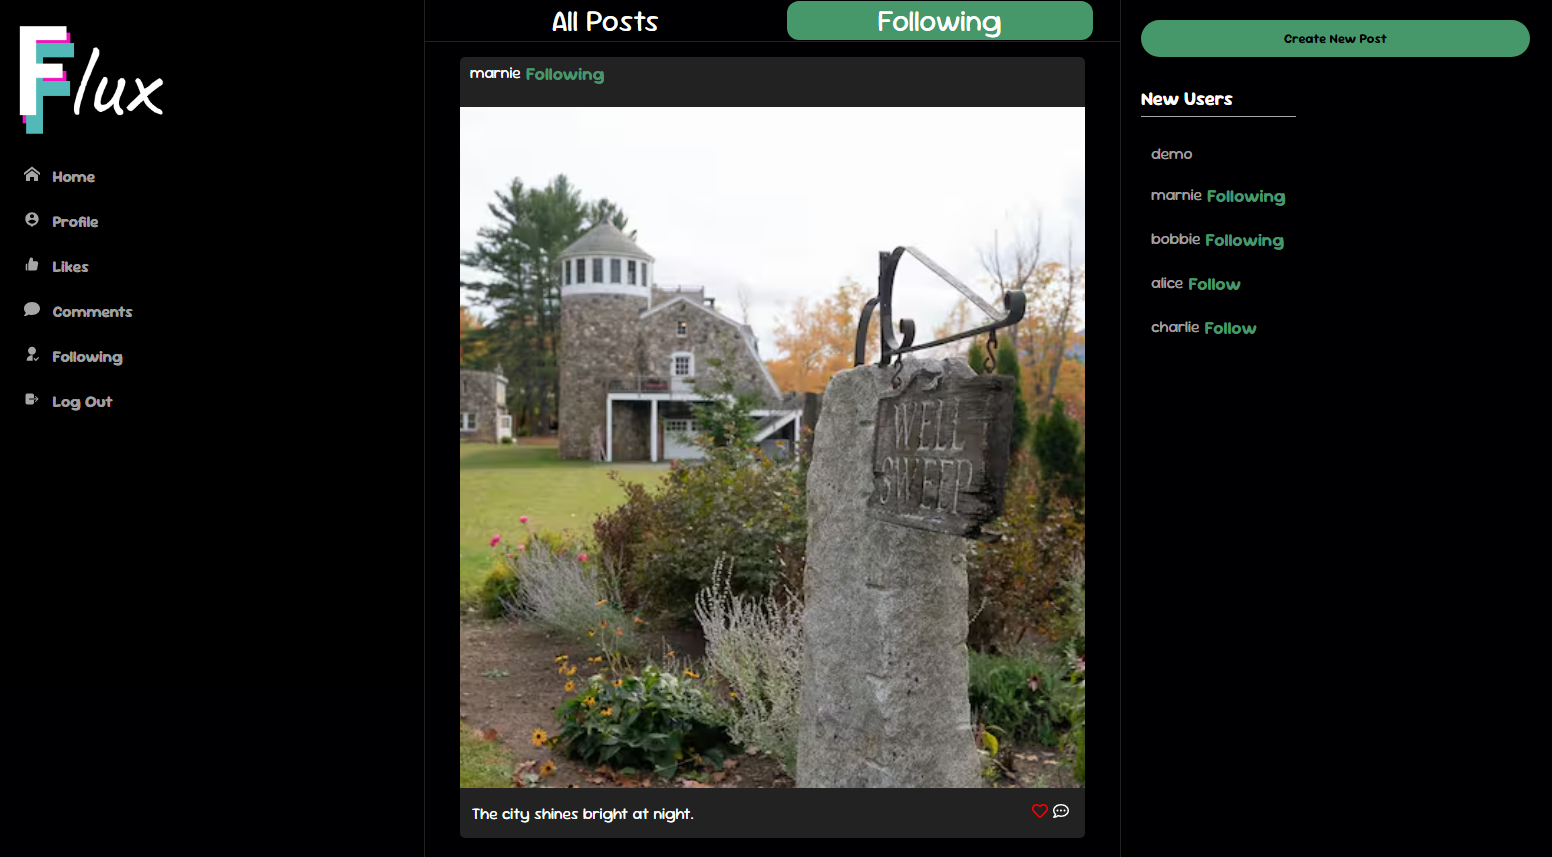 Flux
Home
Profile
Likes
Comments
Following
Log Out
All Posts
Following
marnie Following
WELL
SWEEP
The city shines bright at night.
Create New Post
New Users
demo
marnie Following
bobbie Following
alice Follow
charlie Follow